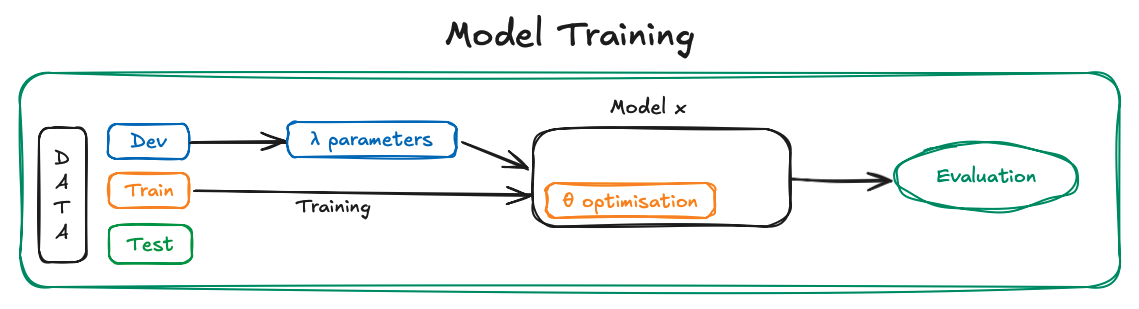 Model Training
Model x
D
A
T
A
Dev
λ parameters
Train
θ optimisation
Training
Evaluation
Test